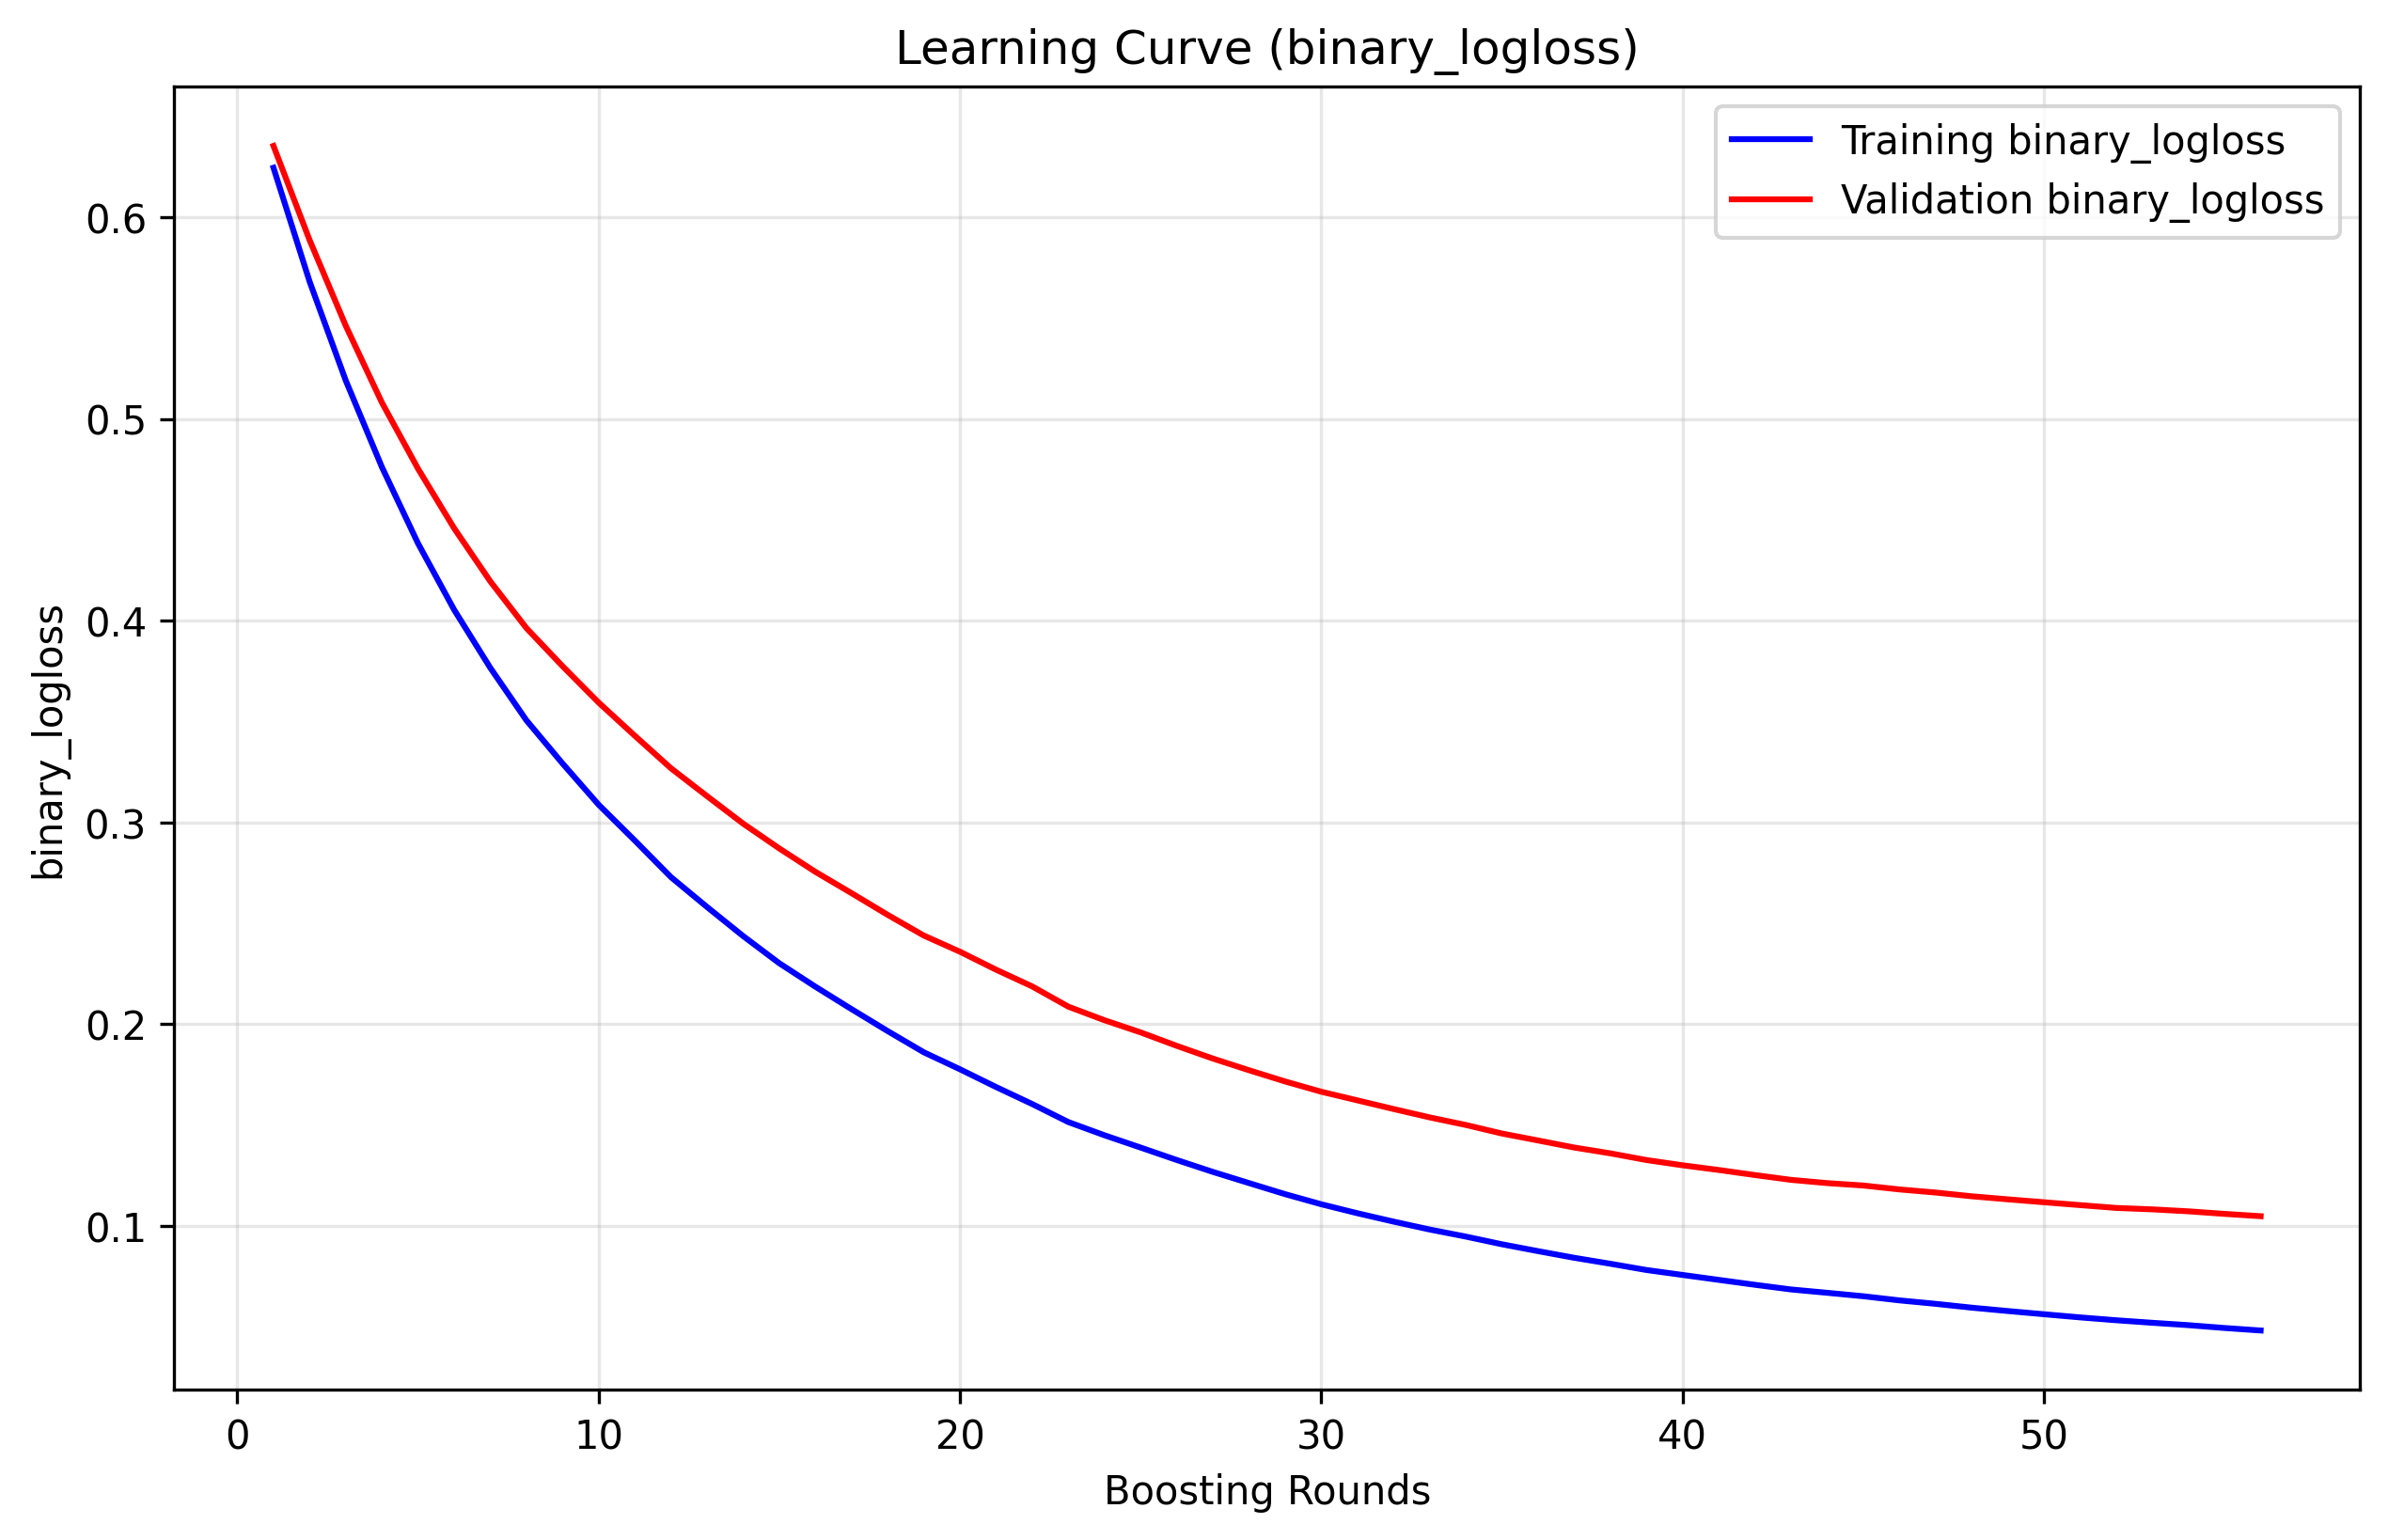 Learning Curve (binary_logloss)
Training binary_logloss
Validation binary_logloss
binary_logloss
0.6
0.5
0.4
0.3
0.2
0.1
0 10 20 30 40 50
Boosting Rounds